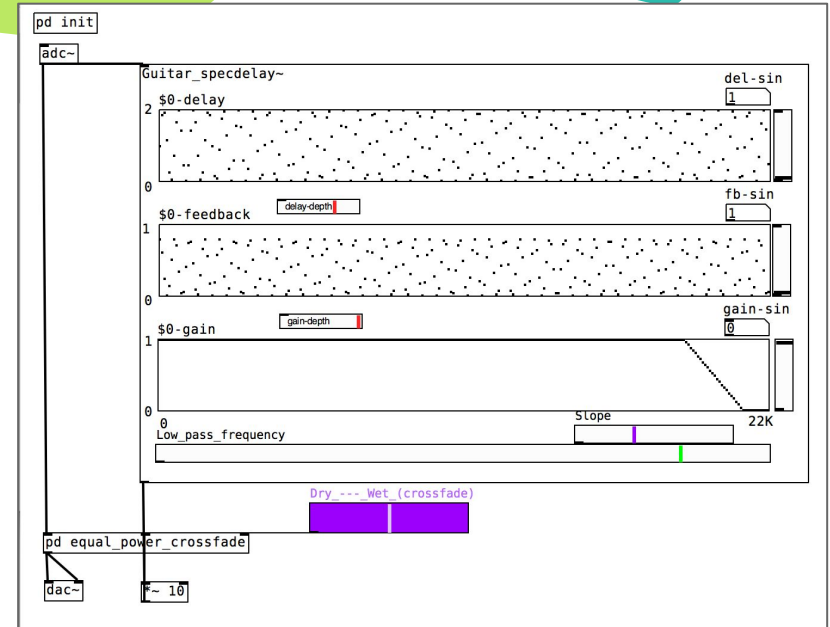 pd init
adc~
Guitar_specdelay~
del-sin
1
$0-delay
2
0
delay-depth
fb-sin
1
$0-feedback
1
0
gain-depth
gain-sin
0
$0-gain
1
0
0
22K
Slope
Low_pass_frequency
Dry_---_Wet_(crossfade)
pd equal_power_crossfade
dac~
*~ 10